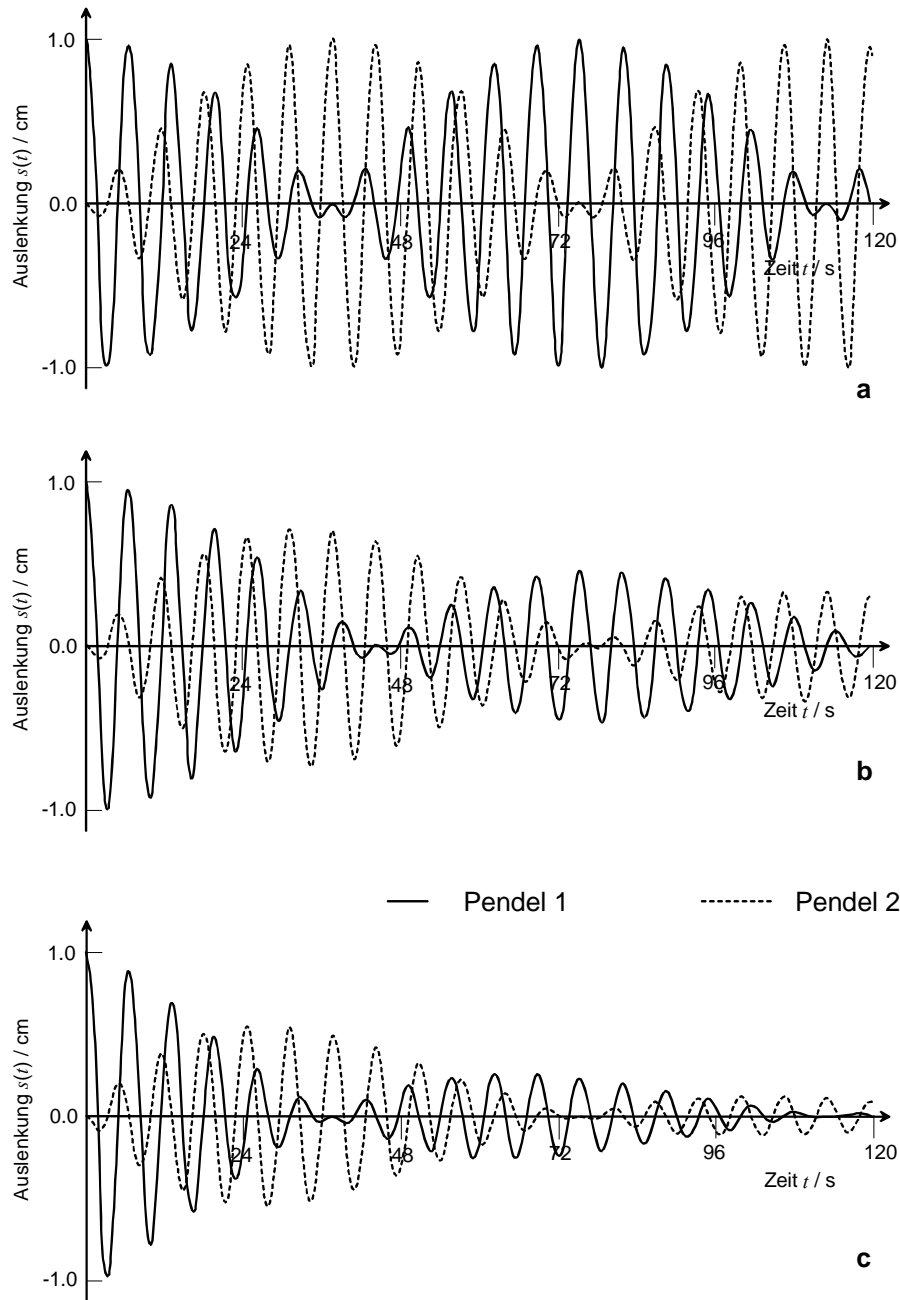 1.0
Auslenkung s(t) / cm
0.0
24
48
72
96
120
Zeit t / s
-1.0
a
1.0
Auslenkung s(t) / cm
0.0
24
48
72
96
120
Zeit t / s
-1.0
b
Pendel 1
Pendel 2
1.0
Auslenkung s(t) / cm
0.0
24
48
72
96
120
Zeit t / s
-1.0
c